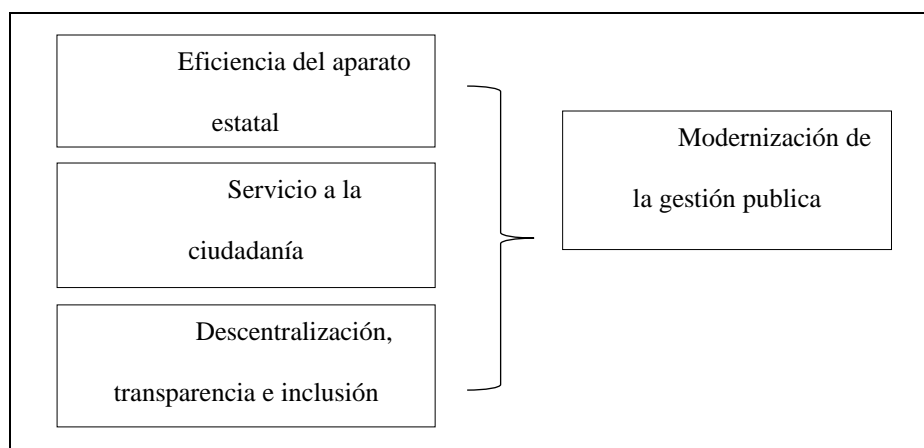 Eficiencia del aparato
estatal
Servicio a la
ciudadanía
Descentralización,
transparencia e inclusión
Modernización de
la gestión publica